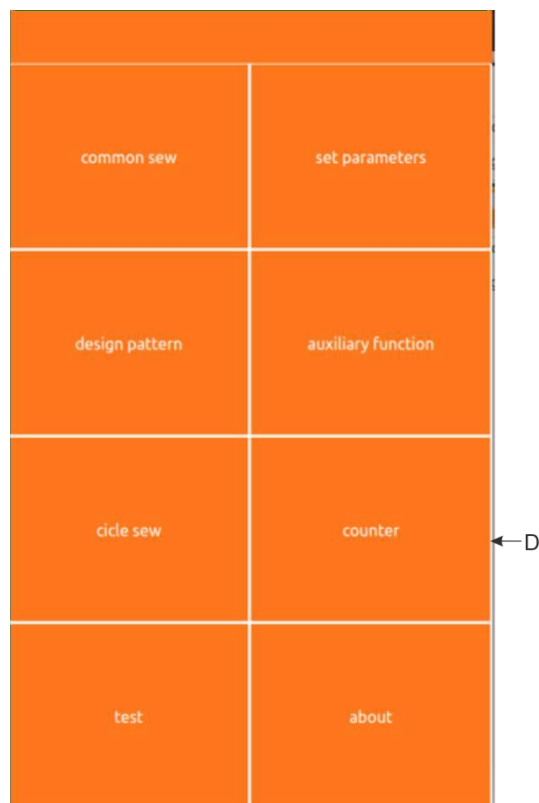 common sew
set parameters
design pattern
auxiliary function
cicle sew
counter
D
test
about